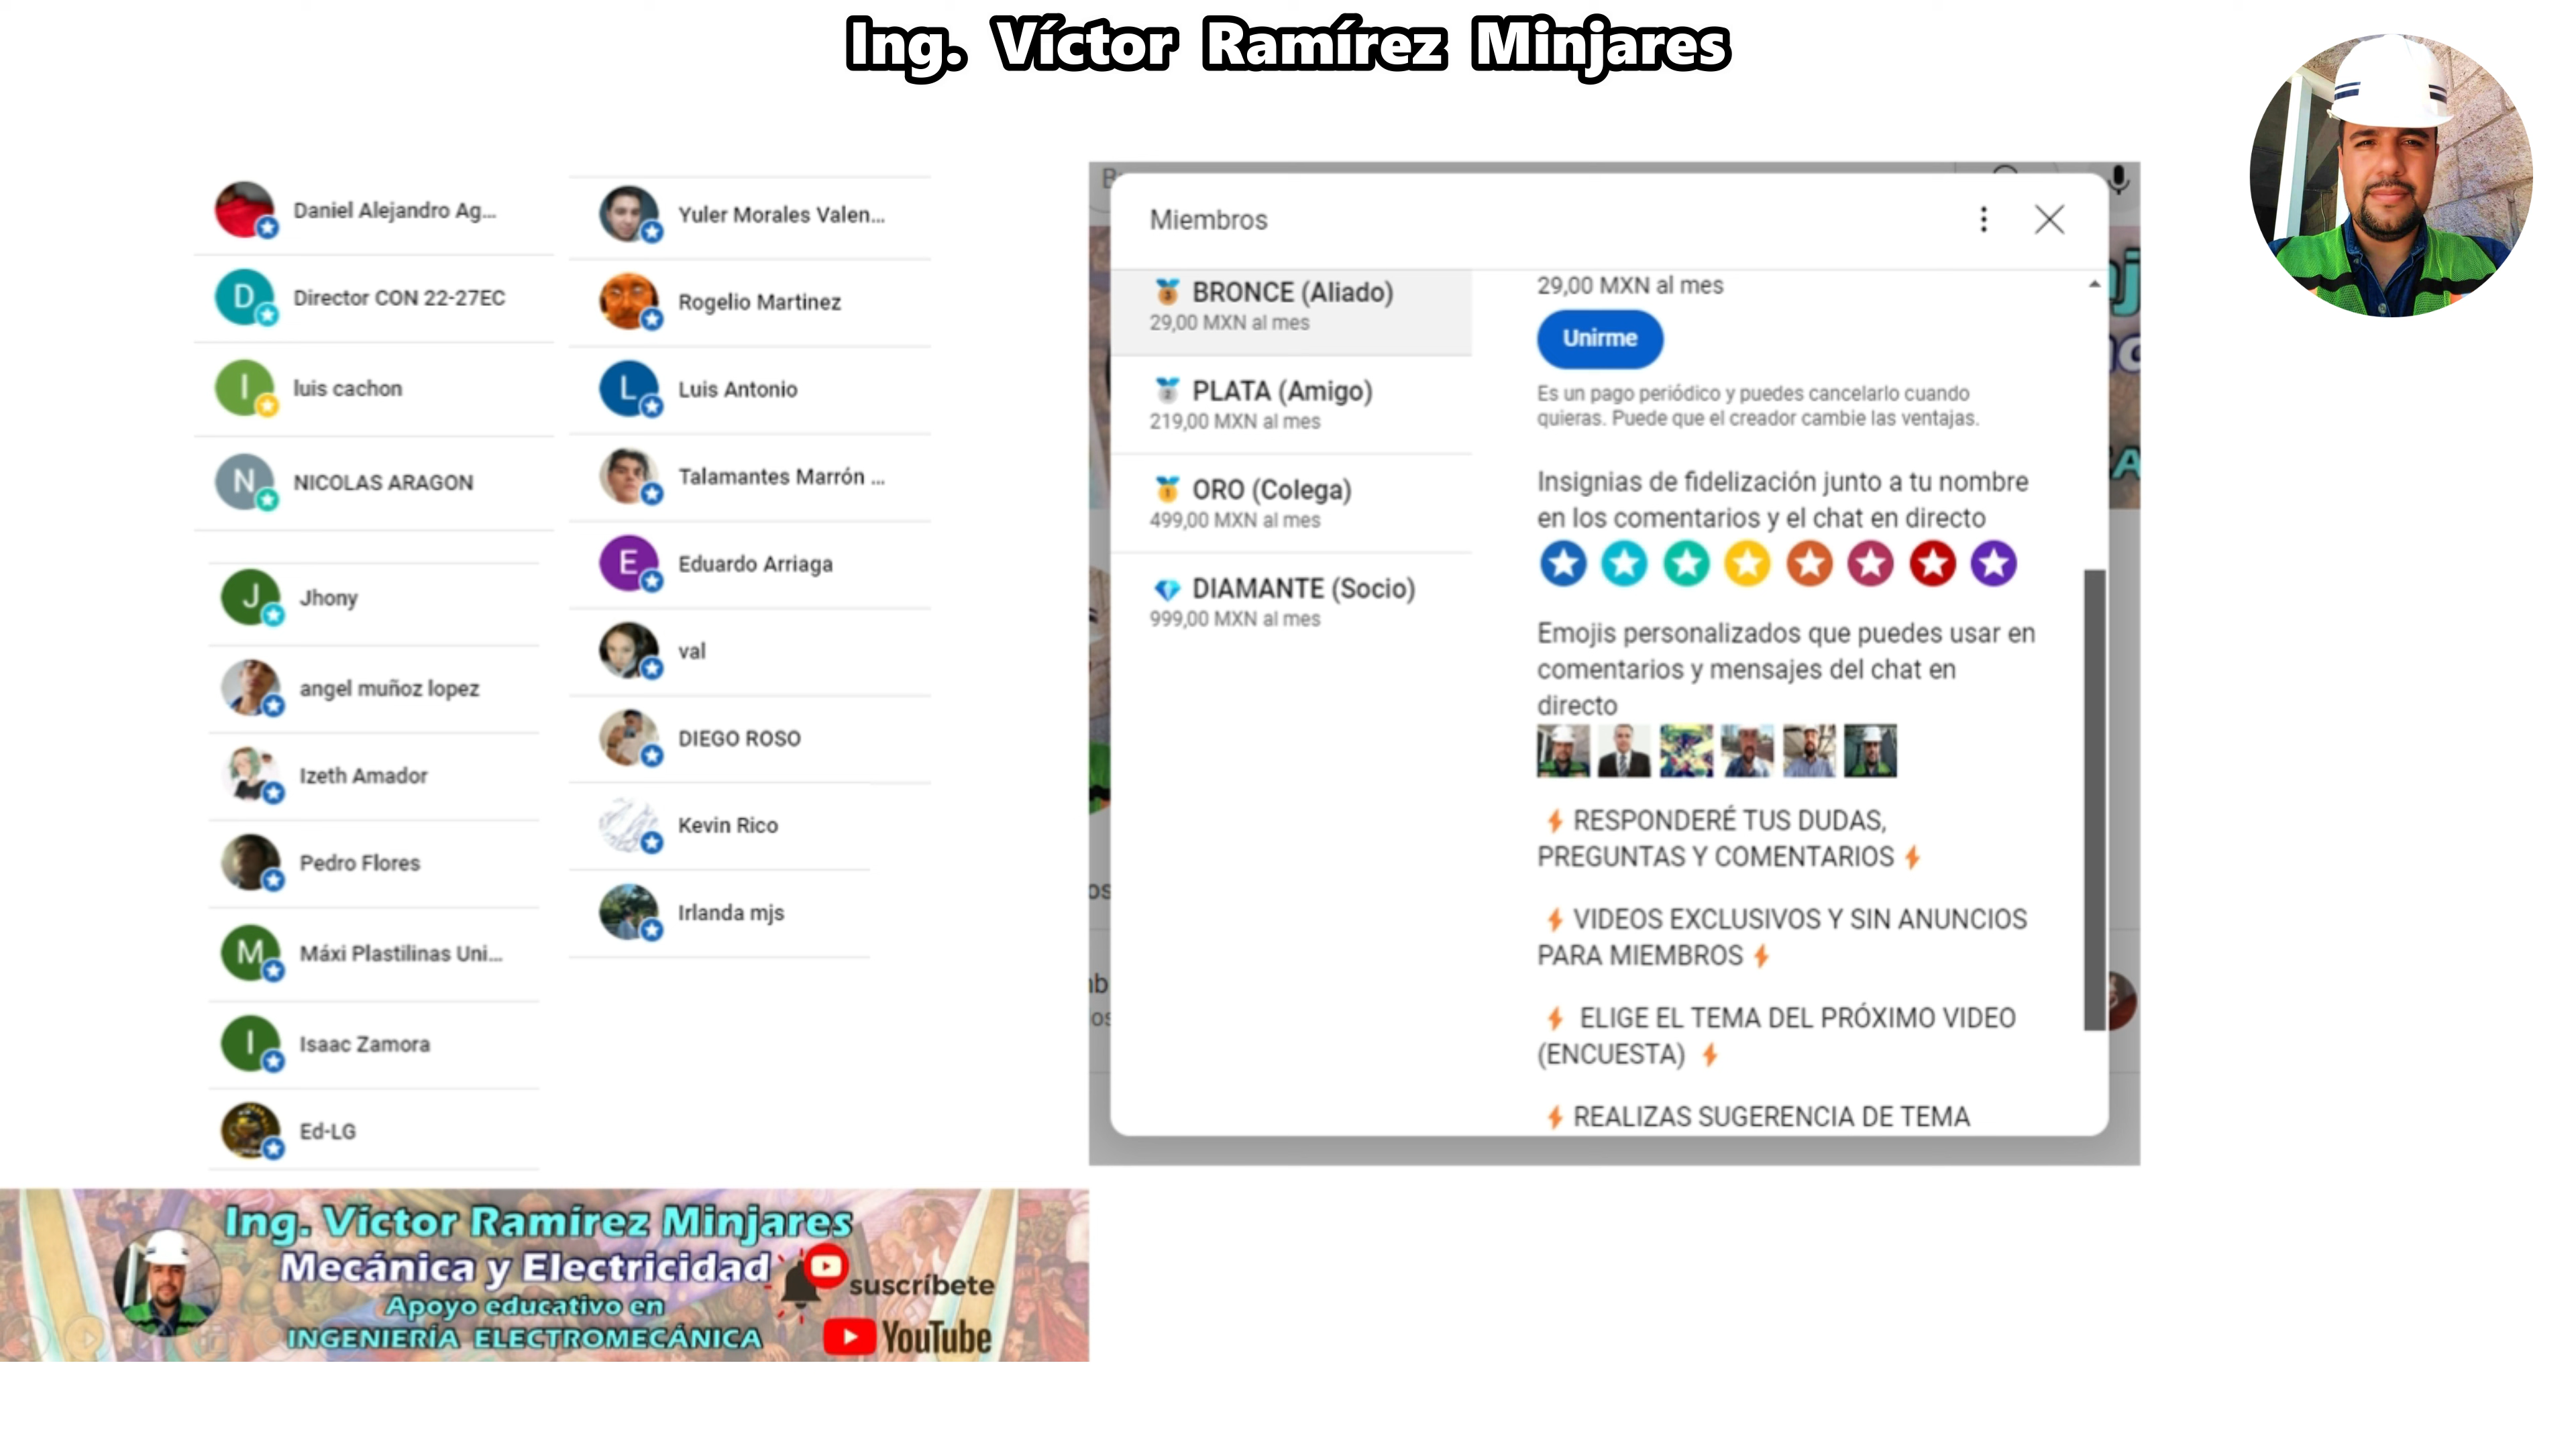 Ing. Víctor Ramírez Minjares
Daniel Alejandro Ag...
D
Director CON 22-27EC
l
luis cachon
N
NICOLAS ARAGON
J
Jhony
angel muñoz lopez
Izeth Amador
Pedro Flores
M
Máxi Plastilinas Uni...
I
Isaac Zamora
Ed-LG
Yuler Morales Valen...
Rogelio Martinez
L
Luis Antonio
Talamantes Marrón ...
E
Eduardo Arriaga
val
DIEGO ROSO
Kevin Rico
Irlanda mjs
Miembros
BRONCE (Aliado)
29,00 MXN al mes
PLATA (Amigo)
219,00 MXN al mes
ORO (Colega)
499,00 MXN al mes
DIAMANTE (Socio)
999,00 MXN al mes
29,00 MXN al mes
Unirme
Es un pago periódico y puedes cancelarlo cuando
quieras. Puede que el creador cambie las ventajas.
Insignias de fidelización junto a tu nombre
en los comentarios y el chat en directo
Emojis personalizados que puedes usar en
comentarios y mensajes del chat en
directo
⚡ RESPONDERÉ TUS DUDAS,
PREGUNTAS Y COMENTARIOS ⚡
⚡ VIDEOS EXCLUSIVOS Y SIN ANUNCIOS
PARA MIEMBROS ⚡
⚡ ELIGE EL TEMA DEL PRÓXIMO VIDEO
(ENCUESTA) ⚡
⚡ REALIZAS SUGERENCIA DE TEMA
Ing. Víctor Ramírez Minjares
Mecánica y Electricidad
suscríbete
Apoyo educativo en
INGENIERÍA ELECTROMECÁNICA
YouTube